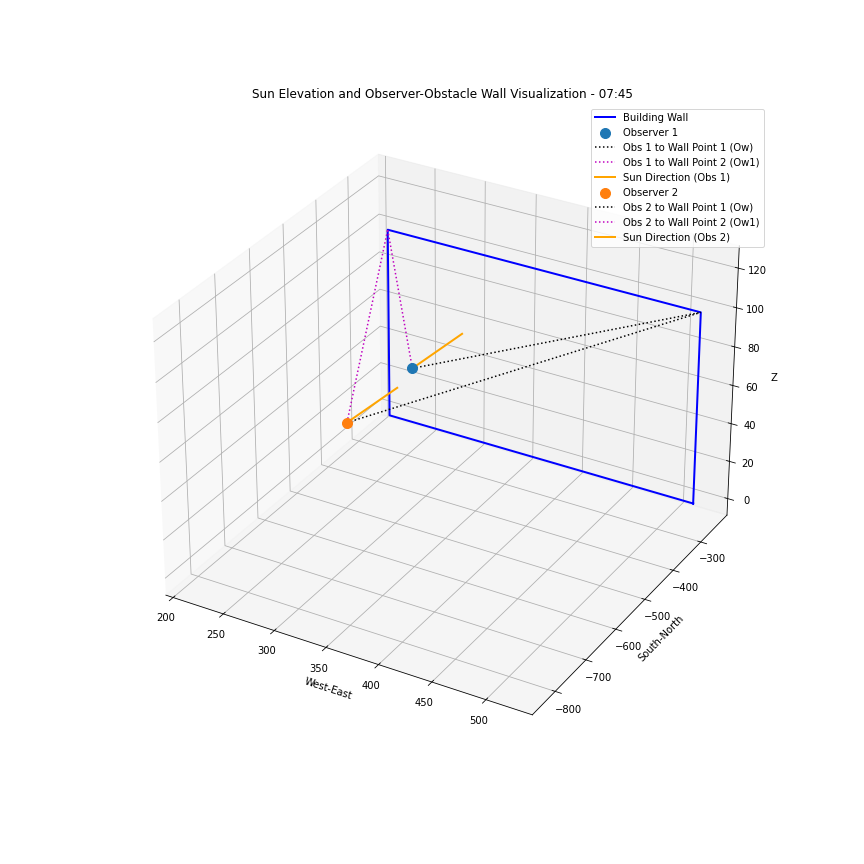 Sun Elevation and Observer-Obstacle Wall Visualization - 07:45
Building Wall
Observer 1
Obs 1 to Wall Point 1 (Ow)
Obs 1 to Wall Point 2 (Ow1)
Sun Direction (Obs 1)
Observer 2
Obs 2 to Wall Point 1 (Ow)
Obs 2 to Wall Point 2 (Ow1)
Sun Direction (Obs 2)
120
100
80
60
40
20
0
Z
−300
−400
−500
−600
−700
−800
South-North
200
250
300
350
400
450
500
West-East